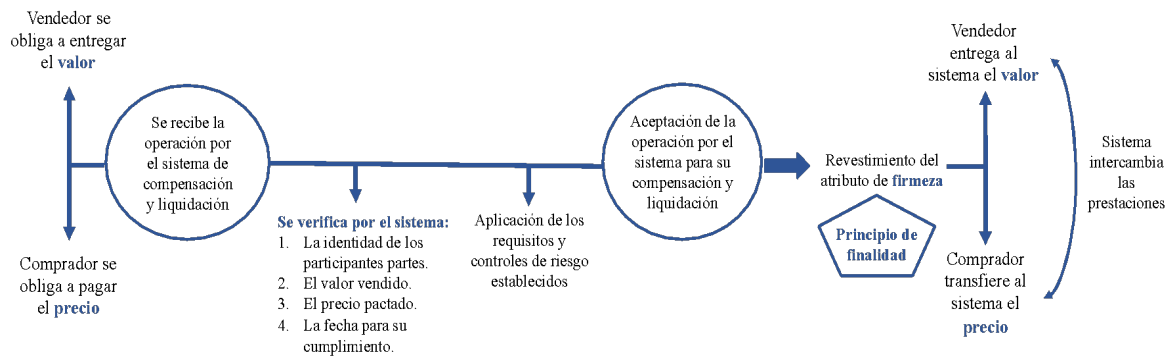 Vendedor se
obliga a entregar
el valor
Comprador se
obliga a pagar
el precio
Se recibe la
operación por
el sistema de
compensación
y liquidación
Se verifica por el sistema:
1. La identidad de los
participantes partes.
2. El valor vendido.
3. El precio pactado.
4. La fecha para su
cumplimiento.
Aplicación de los
requisitos y
controles de riesgo
establecidos
Aceptación de la
operación por el
sistema para su
compensación y
liquidación
Revestimiento del
atributo de firmeza
Principio de
finalidad
Vendedor
entrega al
sistema el valor
Comprador
transfiere al
sistema el
precio
Sistema
intercambia
las
prestaciones